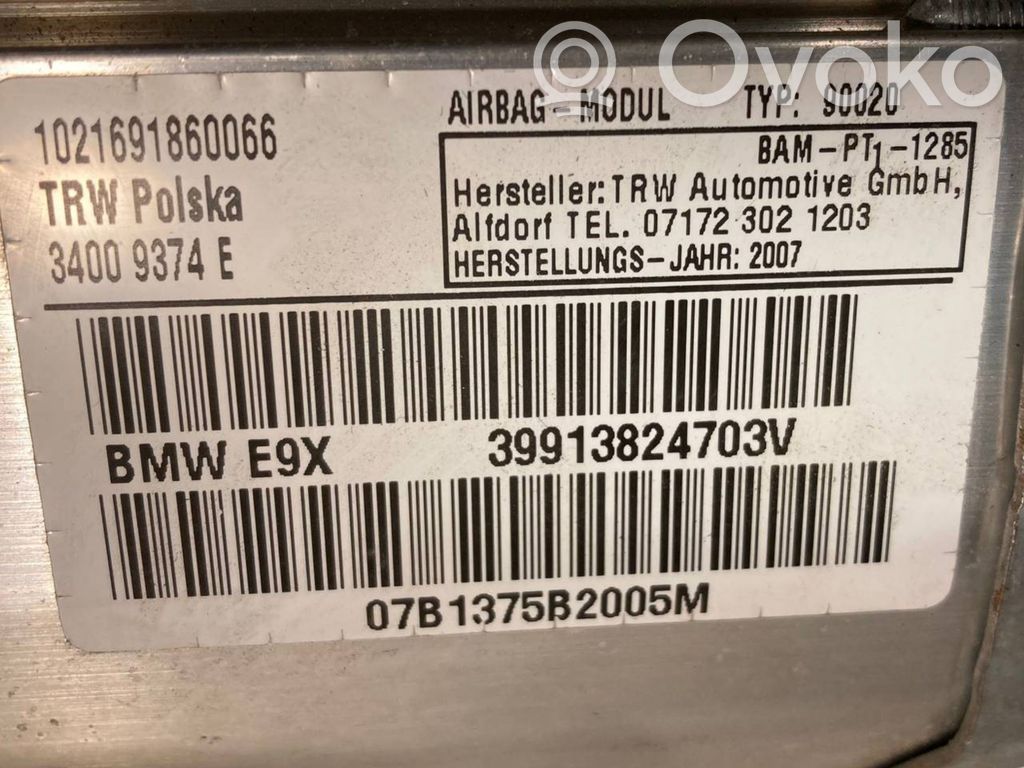 Ovoko
1021691860066
TRW Polska
3400 9374 E
AIRBAG-MODUL TYP: 90020
BAM-PT1-1285
Hersteller: TRW Automotive GmbH,
Alfdorf TEL. 07172 302 1203
HERSTELLUNGS-JAHR: 2007
BMW E9X 39913824703V
07B1375B2005M